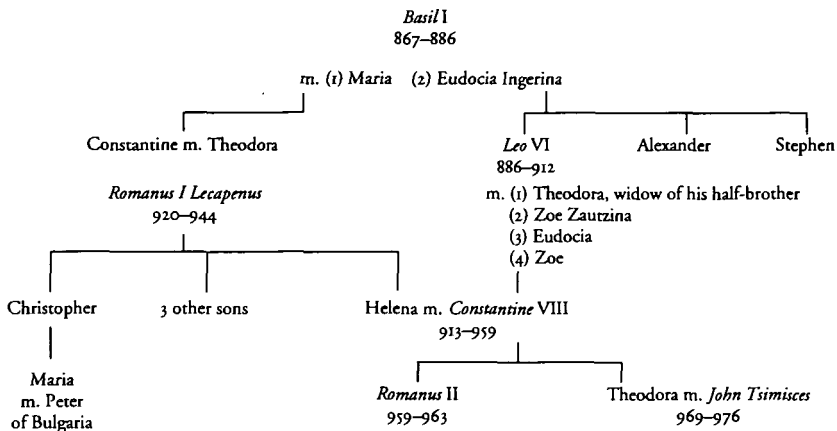 Basil I
867–886
m. (1) Maria (2) Eudocia Ingerina
Constantine m. Theodora
Leo VI
886–912
Alexander
Stephen
m. (1) Theodora, widow of his half-brother
(2) Zoe Zautzina
(3) Eudocia
(4) Zoe
Romanus I Lecapenus
920–944
Christopher
3 other sons
Helena m. Constantine VIII
913–959
Maria
m. Peter
of Bulgaria
Romanus II
959–963
Theodora m. John Tsimisces
969–976